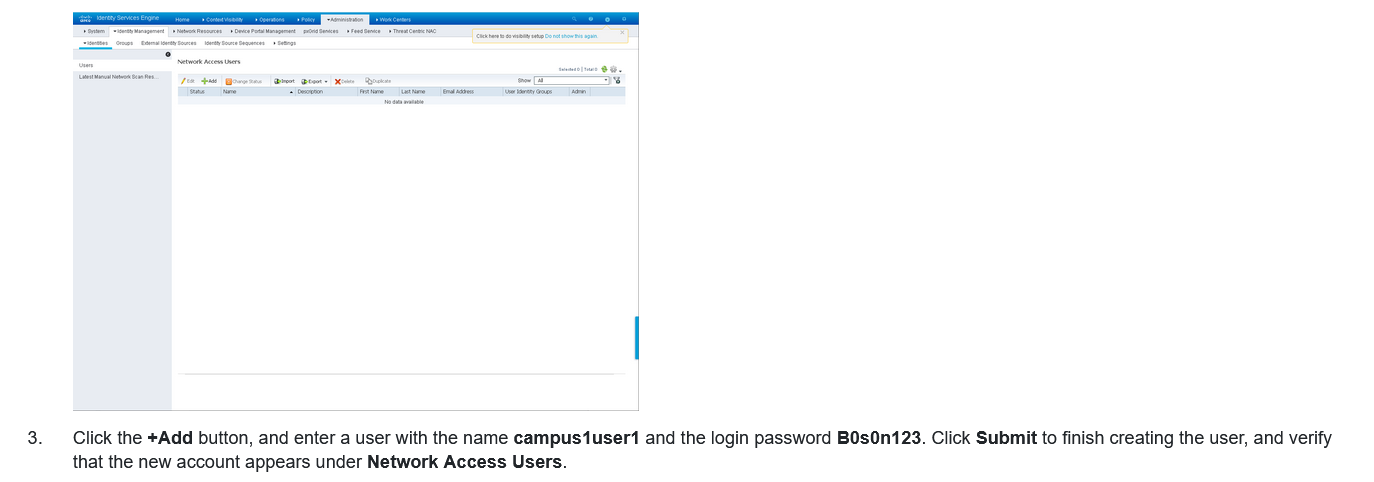 cisco Identity Services Engine Home Context Visibility Operations Policy Administration Work Centers
System Identity Management Network Resources Device Portal Management pxGrid Services Feed Service Threat Centric NAC
Click here to do visibility setup Do not show this again.
Identities Groups External Identity Sources Identity Source Sequences Settings
Users
Latest Manual Network Scan Res...
Network Access Users
Selected 0 | Total 0
Edit Add Change Status Import Export Delete Duplicate Show All
Status Name Description First Name Last Name Email Address User Identity Groups Admin
No data available
3. Click the +Add button, and enter a user with the name campus1user1 and the login password B0s0n123. Click Submit to finish creating the user, and verify
that the new account appears under Network Access Users.